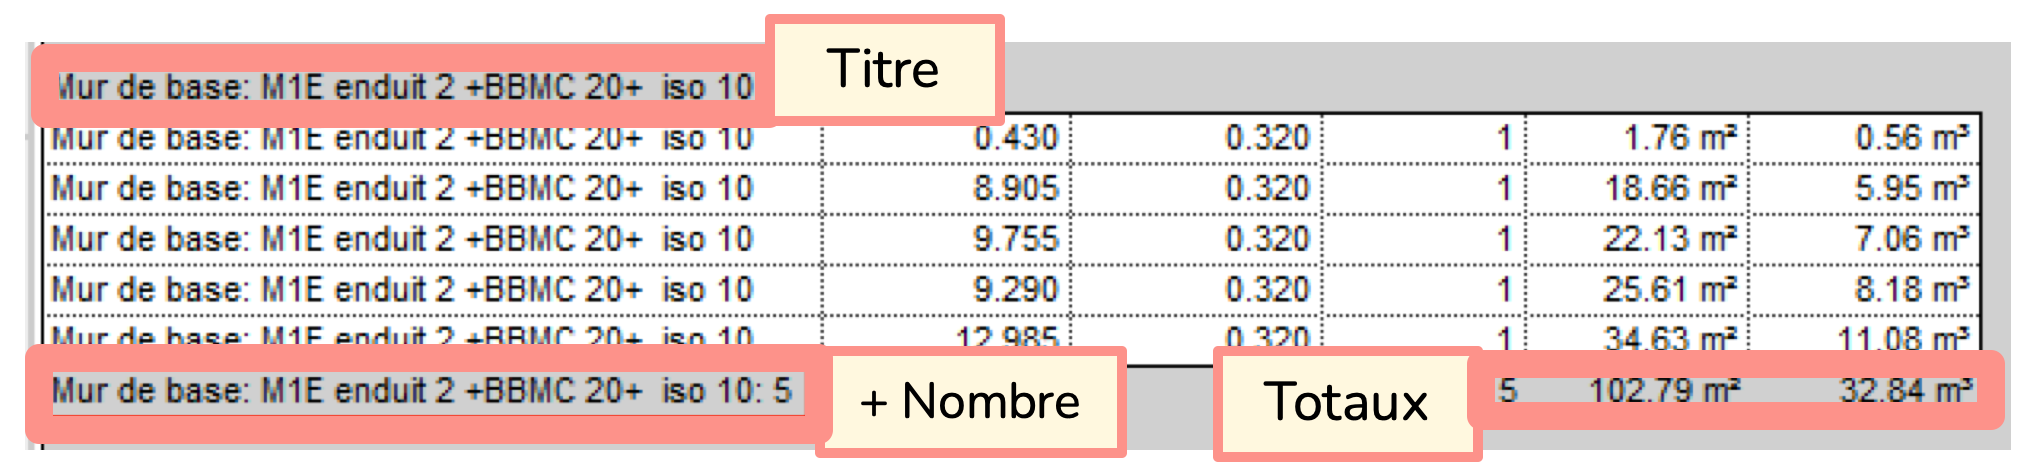 Mur de base: M1E enduit 2 +BBMC 20+ iso 10 Titre
Mur de base: M1E enduit 2 +BBMC 20+ iso 10 0.430 0.320 1 1.76 m² 0.56 m³
Mur de base: M1E enduit 2 +BBMC 20+ iso 10 8.905 0.320 1 18.66 m² 5.95 m³
Mur de base: M1E enduit 2 +BBMC 20+ iso 10 9.755 0.320 1 22.13 m² 7.06 m³
Mur de base: M1E enduit 2 +BBMC 20+ iso 10 9.290 0.320 1 25.61 m² 8.18 m³
Mur de base: M1E enduit 2 +BBMC 20+ iso 10 12.985 0.320 1 34.63 m² 11.08 m³
Mur de base: M1E enduit 2 +BBMC 20+ iso 10: 5 + Nombre Totaux 5 102.79 m² 32.84 m³